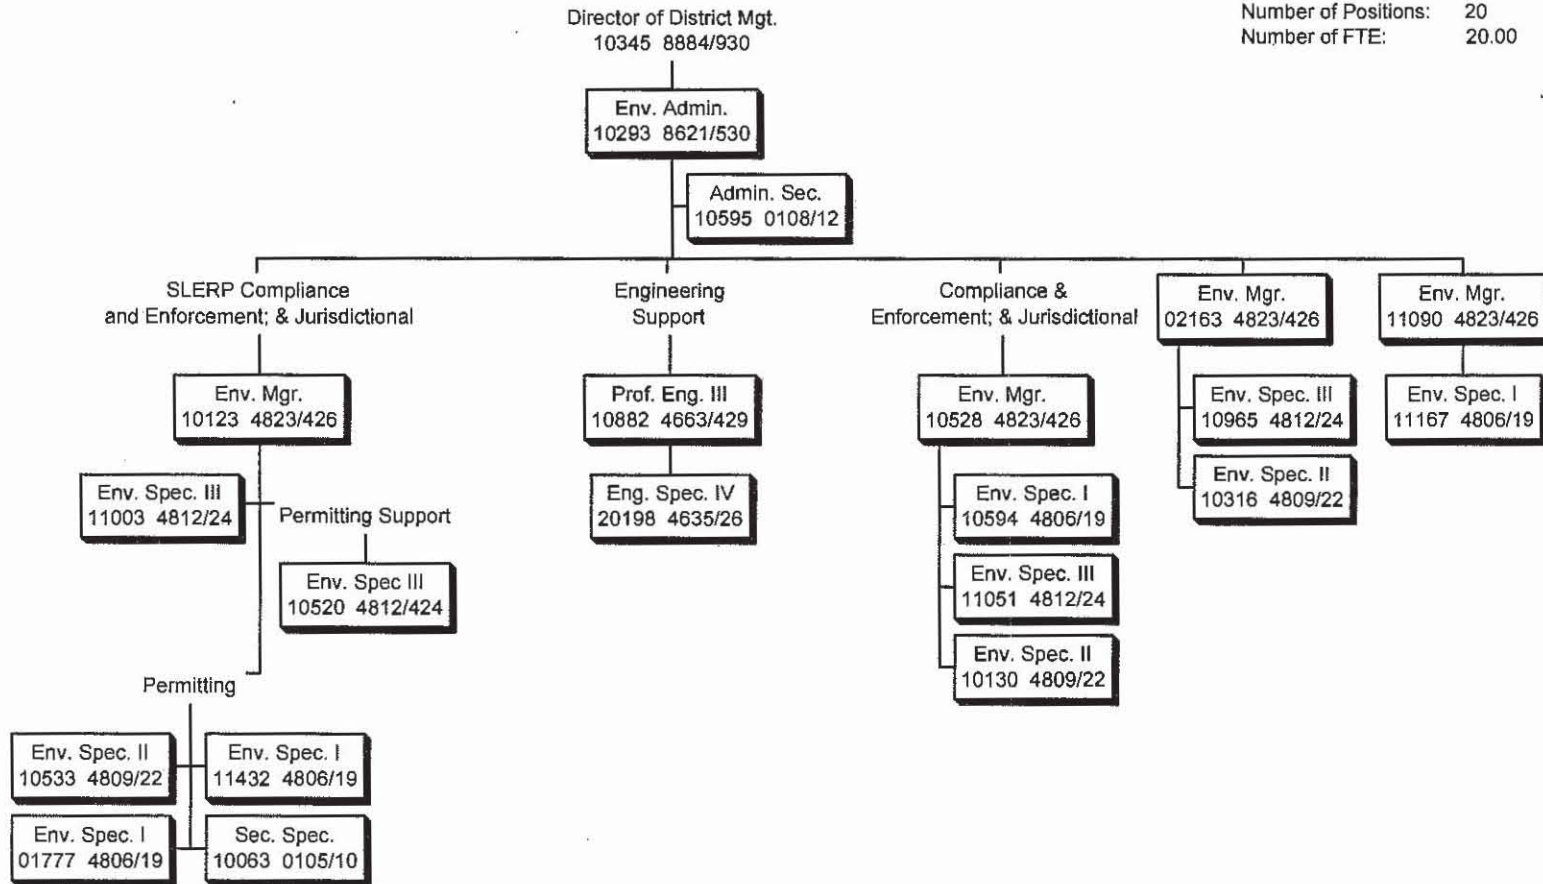 Director of District Mgt.
10345 8884/930
Number of Positions: 20
Number of FTE: 20.00
Env. Admin.
10293 8621/530
Admin. Sec.
10595 0108/12
SLERP Compliance
and Enforcement; & Jurisdictional
Engineering
Support
Compliance &
Enforcement; & Jurisdictional
Env. Mgr.
02163 4823/426
Env. Mgr.
11090 4823/426
Env. Mgr.
10123 4823/426
Prof. Eng. III
10882 4663/429
Env. Mgr.
10528 4823/426
Env. Spec. III
10965 4812/24
Env. Spec. I
11167 4806/19
Env. Spec. III
11003 4812/24
Permitting Support
Env. Spec III
10520 4812/424
Eng. Spec. IV
20198 4635/26
Env. Spec. I
10594 4806/19
Env. Spec. II
10316 4809/22
Env. Spec. III
11051 4812/24
Env. Spec. II
10130 4809/22
Permitting
Env. Spec. II
10533 4809/22
Env. Spec. I
11432 4806/19
Env. Spec. I
01777 4806/19
Sec. Spec.
10063 0105/10